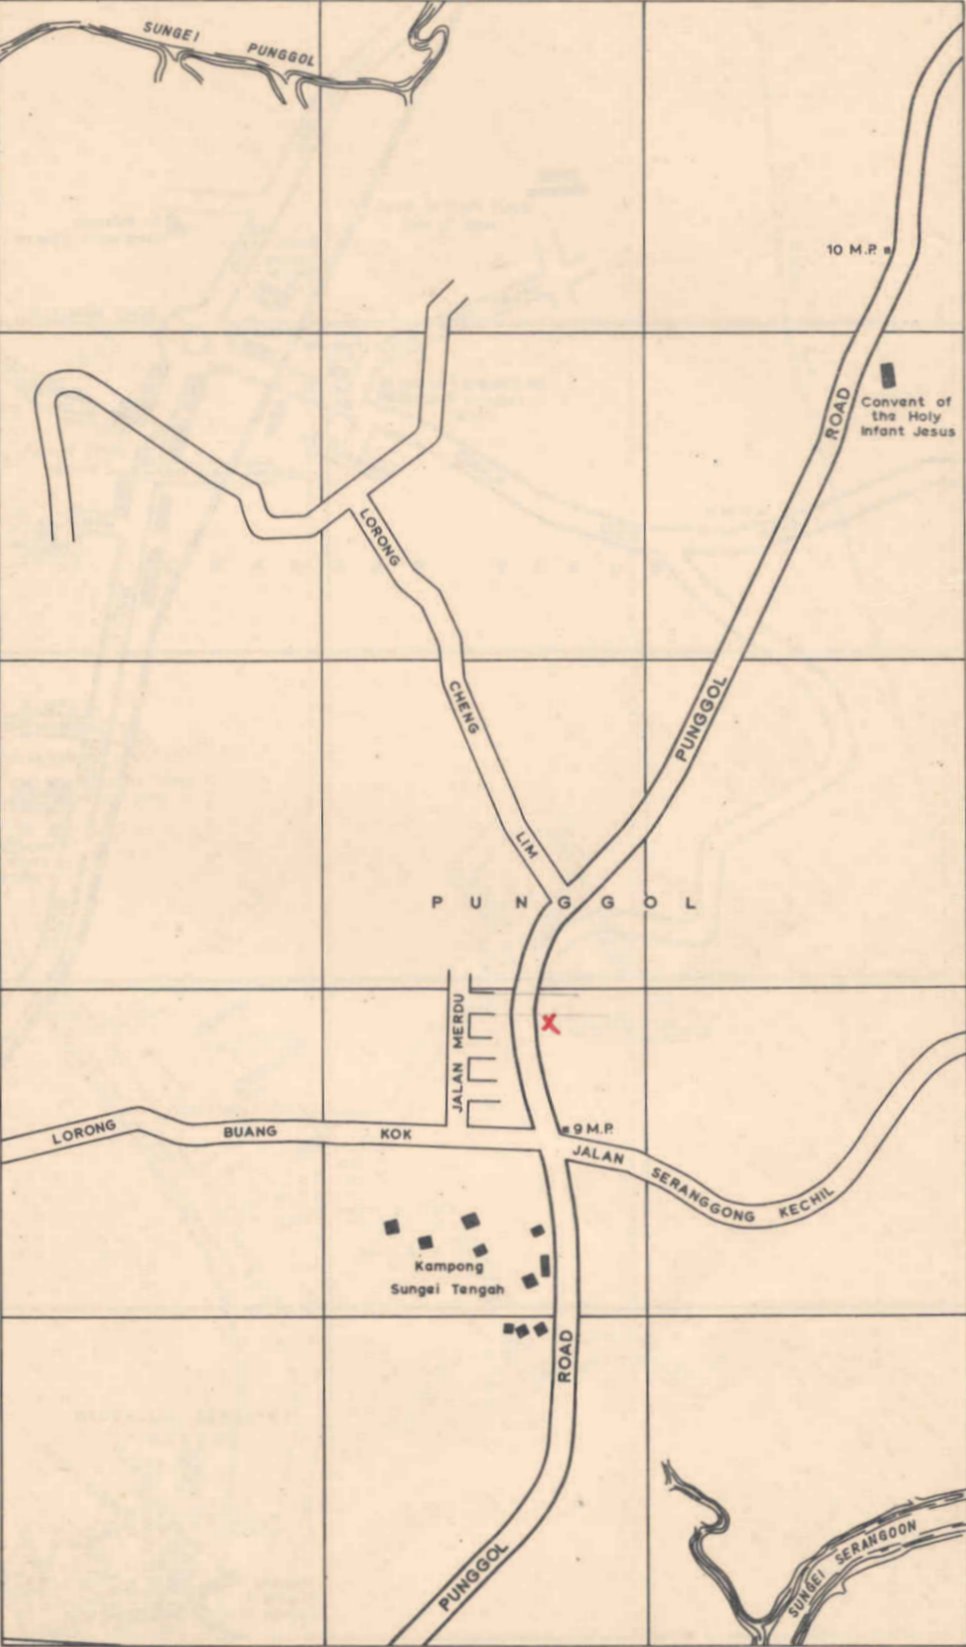 SUNGEI PUNGGOL
10 M.P.
ROAD
Convent of
the Holy
Infant Jesus
LORONG
CHENG
PUNGGOL
LIM
PUNGGOL
JALAN MERDU
X
LORONG BUANG KOK
9 M.P.
JALAN SERANGGONG KECHIL
Kampong
Sungei Tengah
ROAD
PUNGGOL
SUNGEI SERANGOON